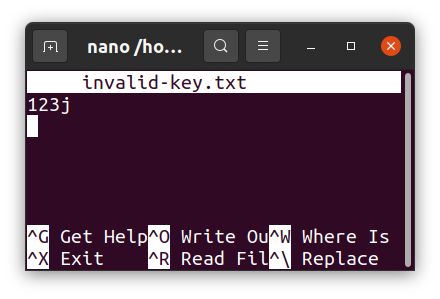 nano /ho...
invalid-key.txt
123j
^G Get Help ^O Write Ou ^W Where Is
^X Exit ^R Read Fil ^\ Replace